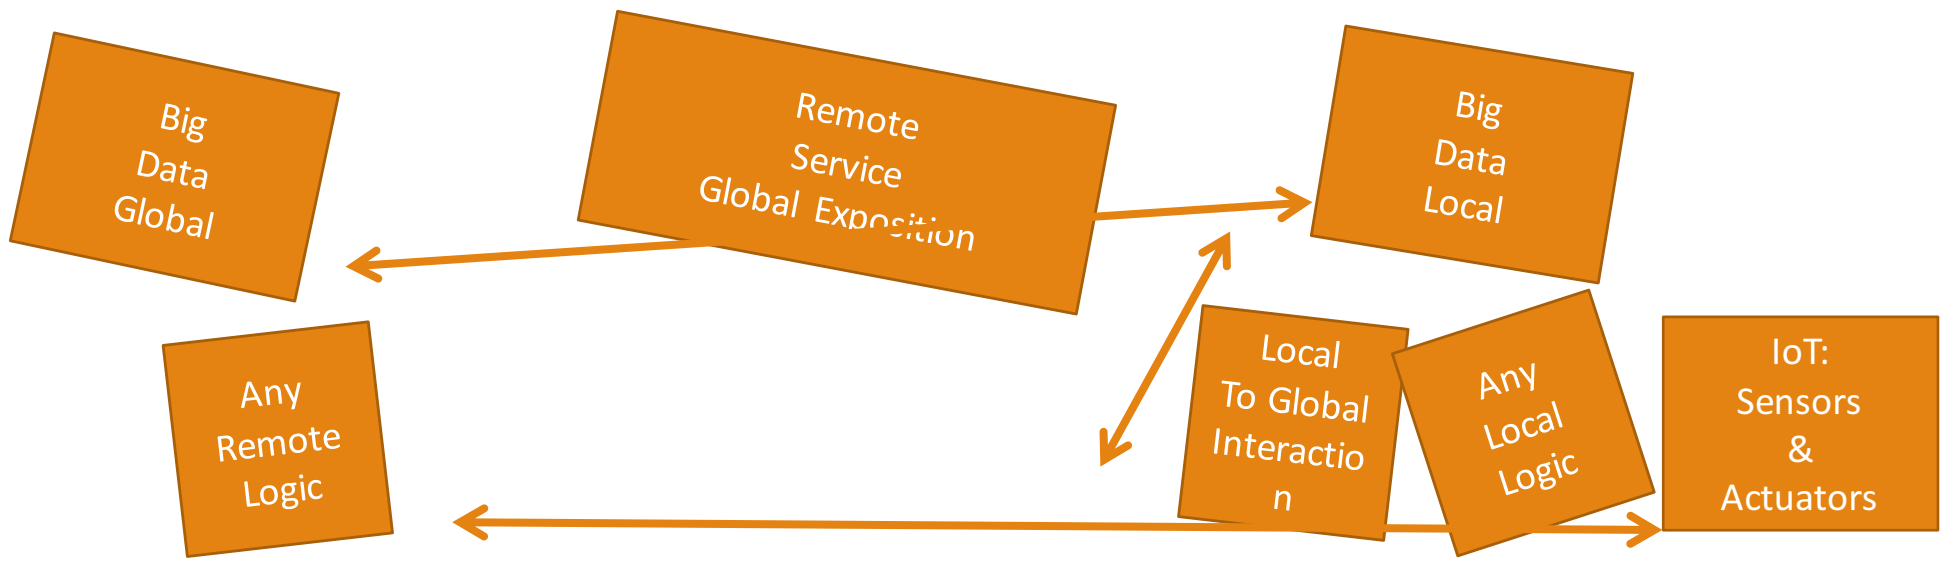 Big
Data
Global
Remote
Service
Global Exposition
Big
Data
Local
Any
Remote
Logic
Local
To Global
Interactio
n
Any
Local
Logic
IoT:
Sensors
&
Actuators